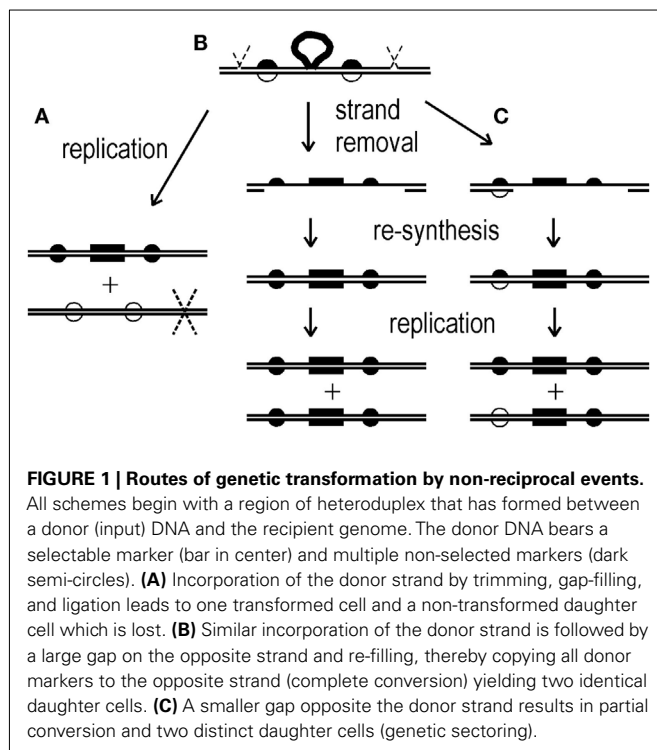 B
A
strand
removal
C
replication
re-synthesis
+
replication
+
+
FIGURE 1 | Routes of genetic transformation by non-reciprocal events.
All schemes begin with a region of heteroduplex that has formed between
a donor (input) DNA and the recipient genome. The donor DNA bears a
selectable marker (bar in center) and multiple non-selected markers (dark
semi-circles). (A) Incorporation of the donor strand by trimming, gap-filling,
and ligation leads to one transformed cell and a non-transformed daughter
cell which is lost. (B) Similar incorporation of the donor strand is followed by
a large gap on the opposite strand and re-filling, thereby copying all donor
markers to the opposite strand (complete conversion) yielding two identical
daughter cells. (C) A smaller gap opposite the donor strand results in partial
conversion and two distinct daughter cells (genetic sectoring).